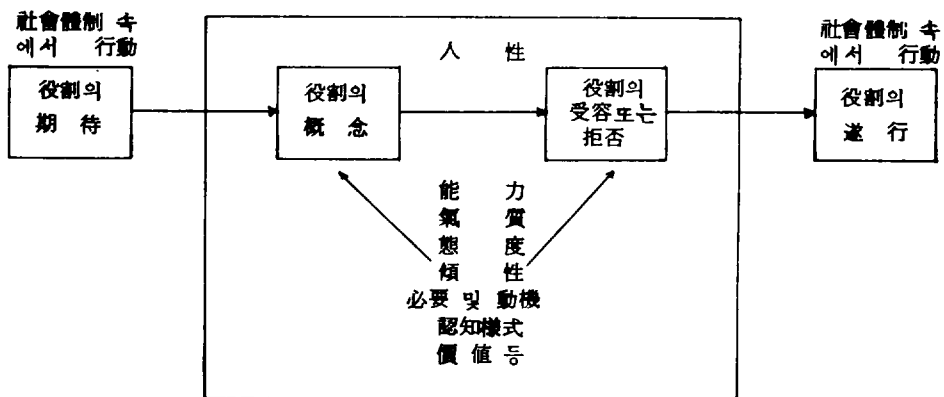 社會體制 속
에서 行動
役割의
期待
人性
役割의
概念
役割의
受容또는
拒否
社會體制 속
에서 行動
役割의
遂行
能力
氣質
態度
傾性
必要 및 動機
認知樣式
價値등